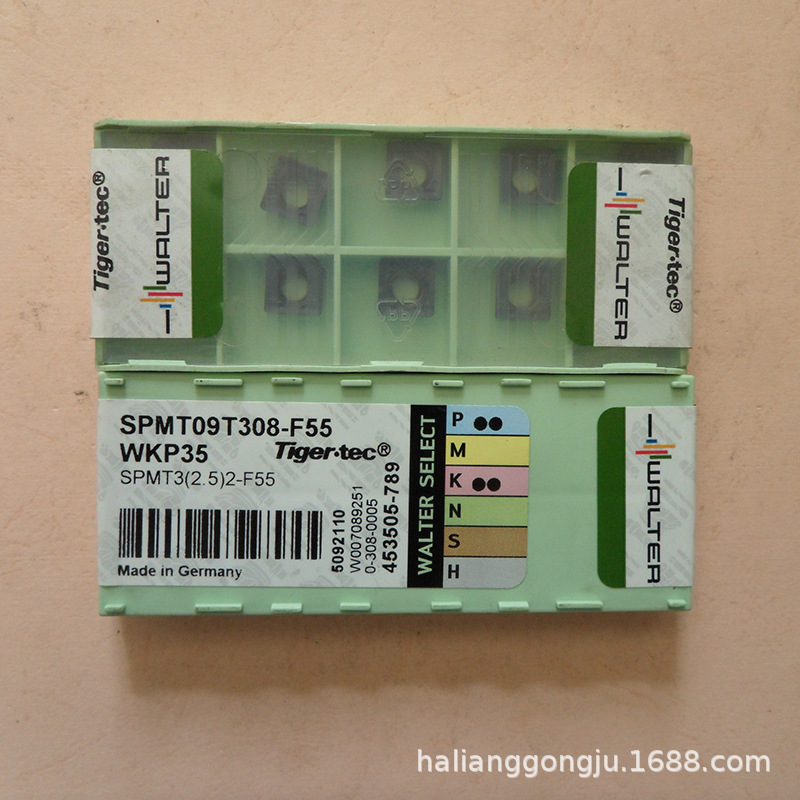 Tiger·tec®
WALTER
Tiger·tec®
WALTER
SPMT09T308-F55
WKP35
Tiger·tec®
SPMT3(2.5)2-F55
Made in Germany
5092110
W007089251
0-308-0005
453505-789
WALTER SELECT
P
M
K
N
S
H
WALTER
halianggongju.1688.com